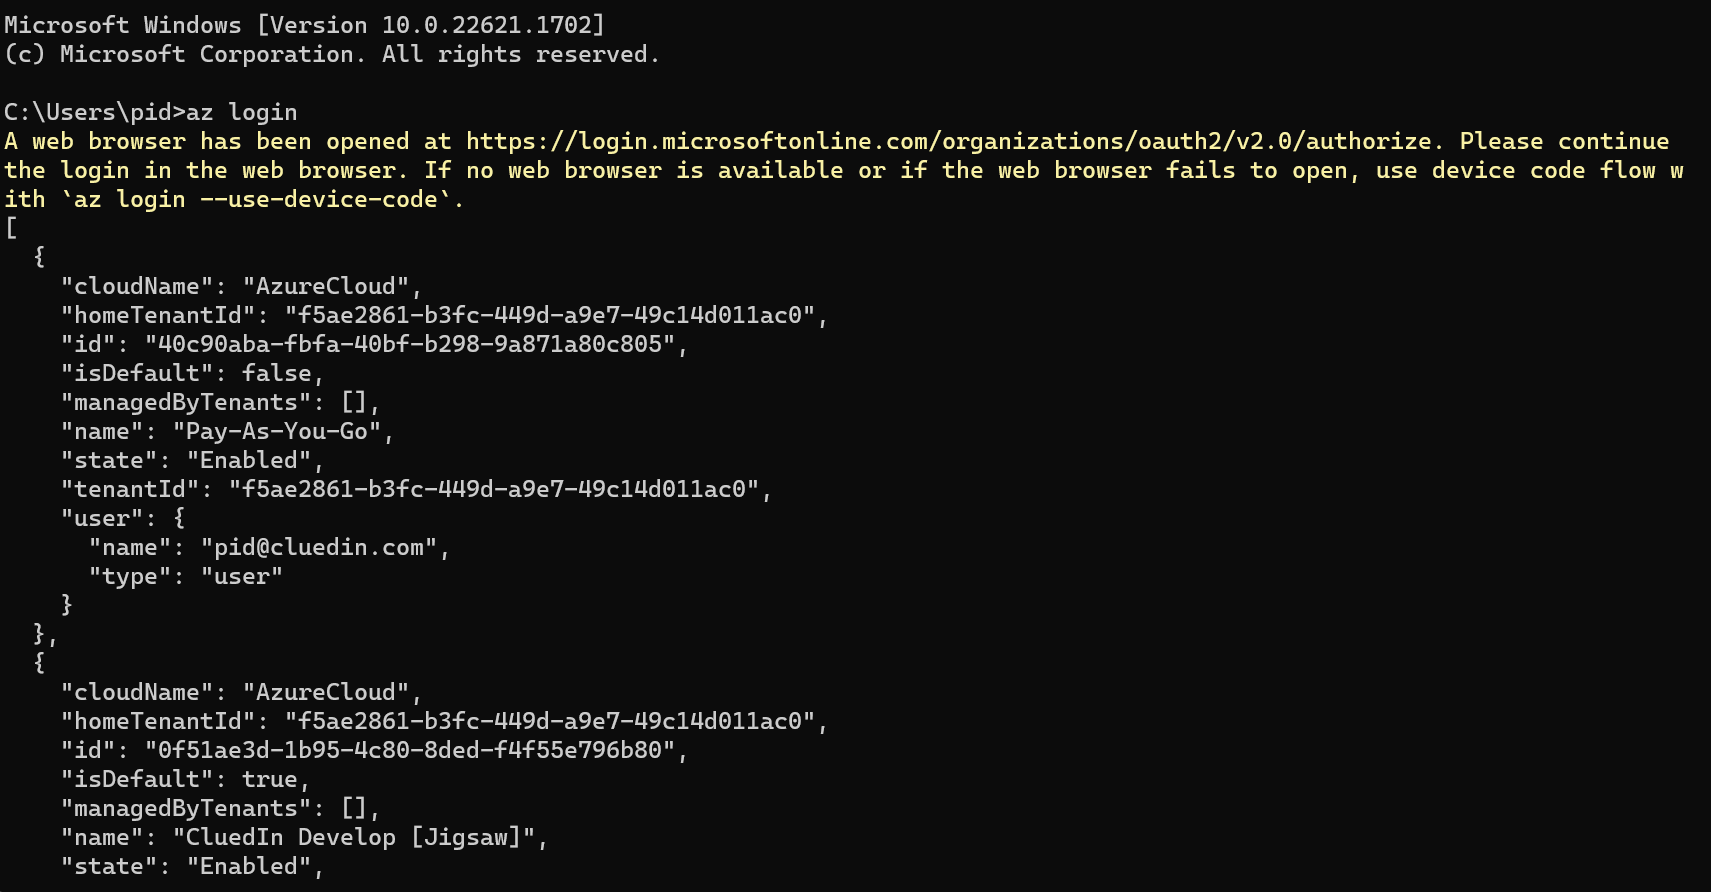 Microsoft Windows [Version 10.0.22621.1702]
(c) Microsoft Corporation. All rights reserved.

C:\Users\pid>az login
A web browser has been opened at https://login.microsoftonline.com/organizations/oauth2/v2.0/authorize. Please continue
the login in the web browser. If no web browser is available or if the web browser fails to open, use device code flow w
ith `az login --use-device-code`.
[
  {
    "cloudName": "AzureCloud",
    "homeTenantId": "f5ae2861-b3fc-449d-a9e7-49c14d011ac0",
    "id": "40c90aba-fbfa-40bf-b298-9a871a80c805",
    "isDefault": false,
    "managedByTenants": [],
    "name": "Pay-As-You-Go",
    "state": "Enabled",
    "tenantId": "f5ae2861-b3fc-449d-a9e7-49c14d011ac0",
    "user": {
      "name": "pid@cluedin.com",
      "type": "user"
    }
  },
  {
    "cloudName": "AzureCloud",
    "homeTenantId": "f5ae2861-b3fc-449d-a9e7-49c14d011ac0",
    "id": "0f51ae3d-1b95-4c80-8ded-f4f55e796b80",
    "isDefault": true,
    "managedByTenants": [],
    "name": "CluedIn Develop [Jigsaw]",
    "state": "Enabled",